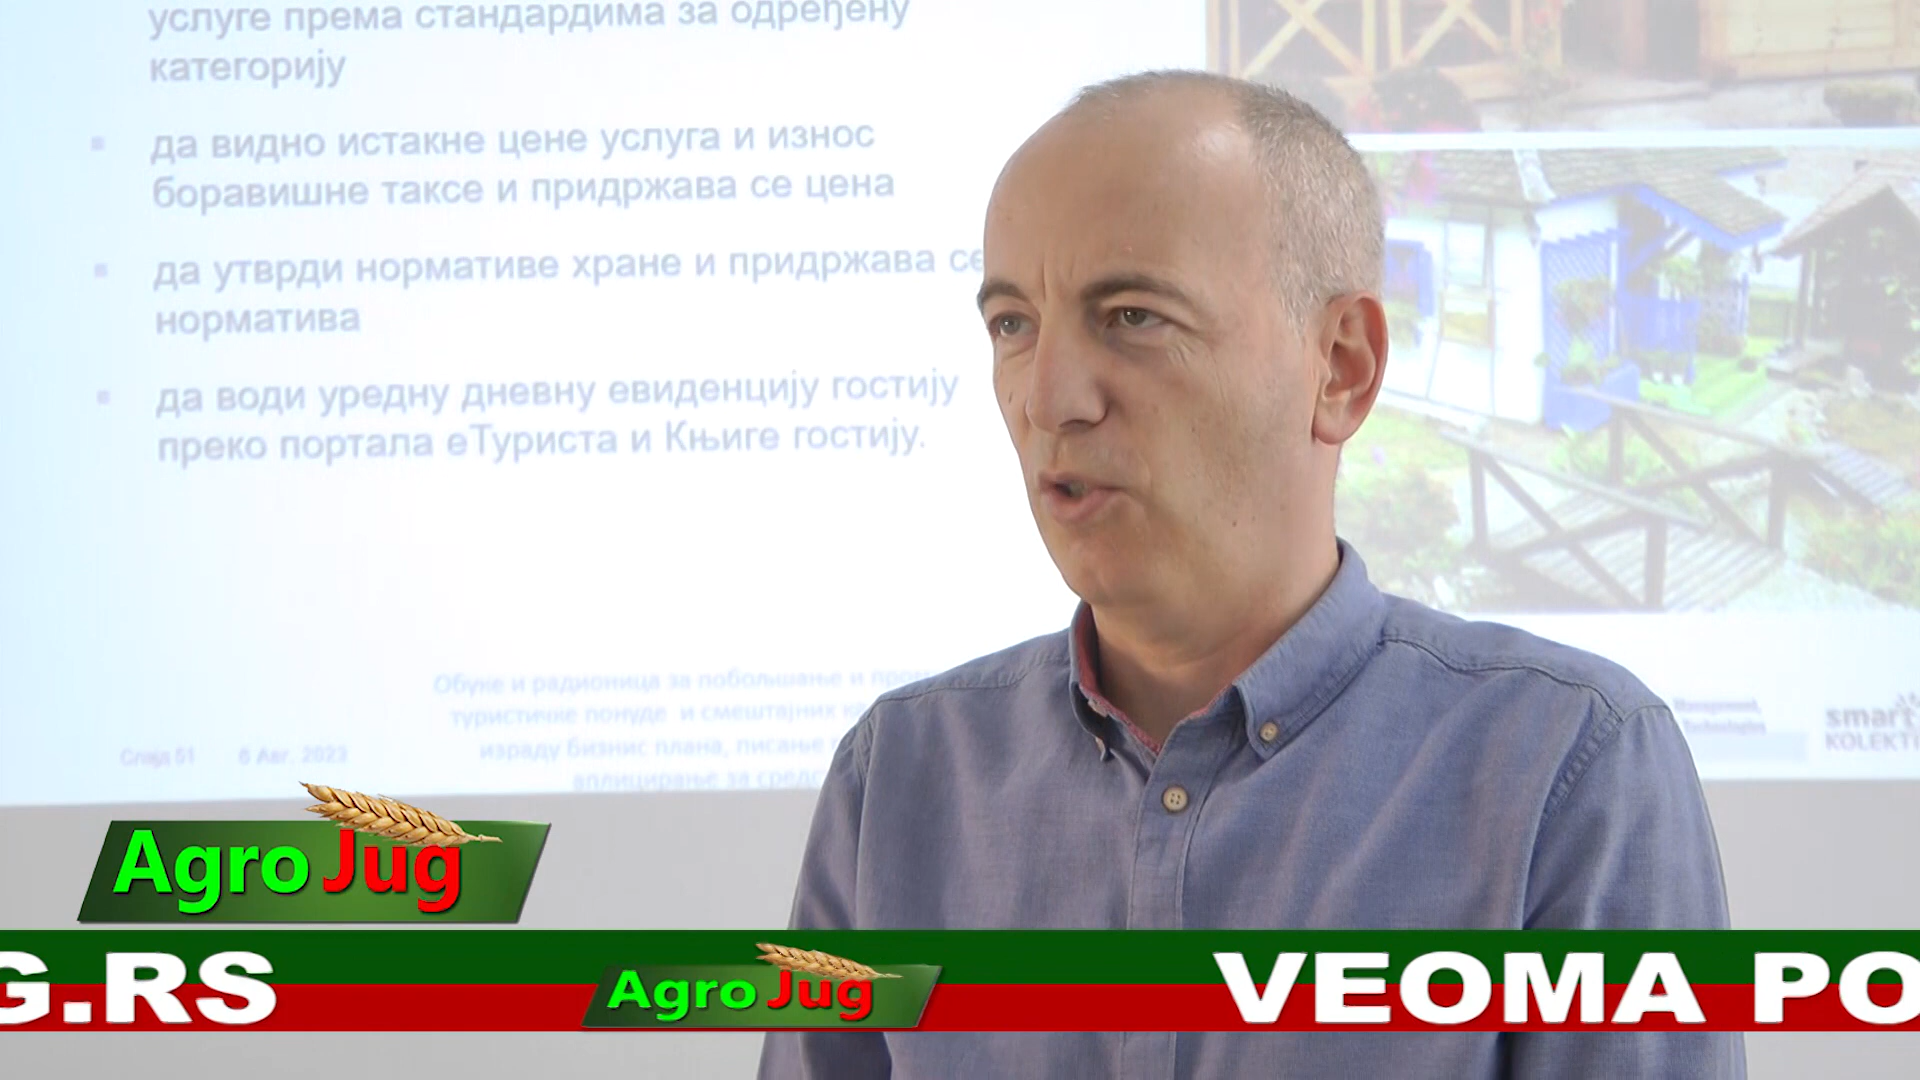 услуге према стандардима за одређену
категорију
да видно истакне цене услуга и износ
боравишне таксе и придржава се цена
да утврди нормативе хране и придржава се
норматива
да води уредну дневну евиденцију гостију
преко портала еТуриста и Књиге гостију.
Обуке и радионица за побољшање и
туристичке понуде и смештајних
израду бизнис плана, писање
аплицирање за
Слајд 51 6 Авг. 2023
Management,
Technologies
smart
KOLEKTI
Agro Jug
G.RS
Agro Jug
VEOMA PO